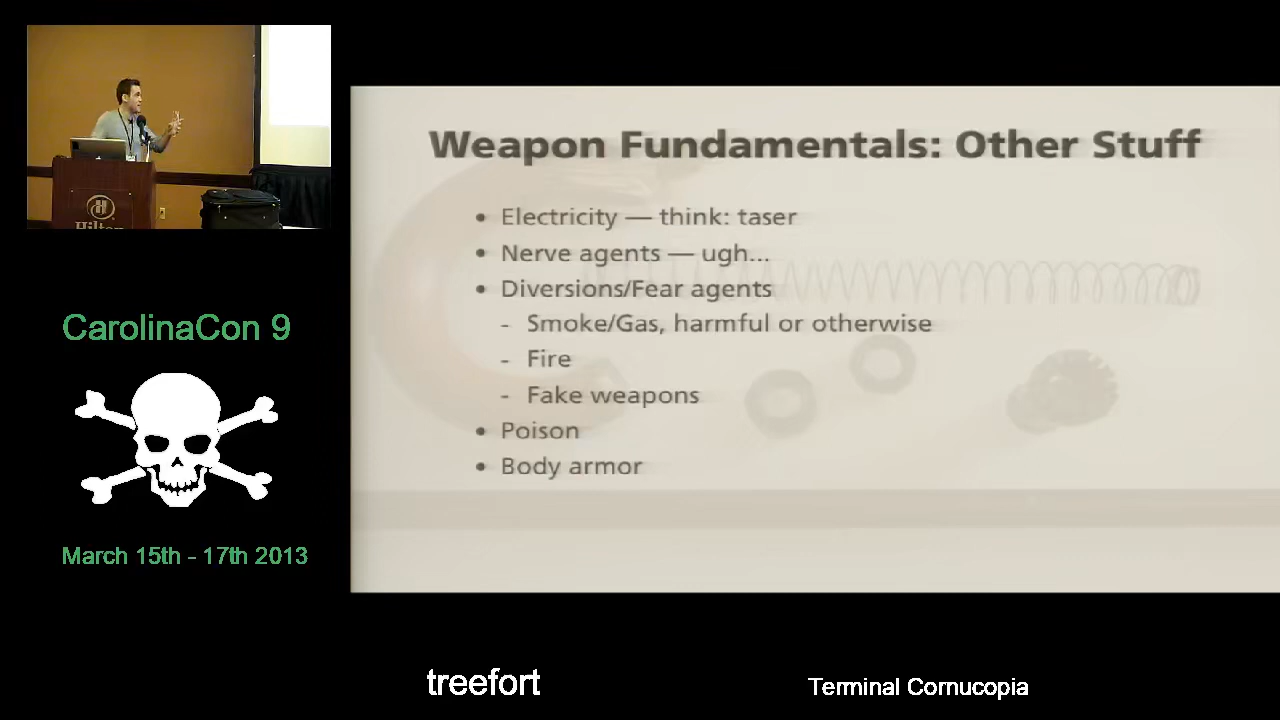 Weapon Fundamentals: Other Stuff
• Electricity — think: taser
• Nerve agents — ugh...
• Diversions/Fear agents
- Smoke/Gas, harmful or otherwise
- Fire
- Fake weapons
• Poison
• Body armor
Hilton
CarolinaCon 9
March 15th - 17th 2013
treefort
Terminal Cornucopia